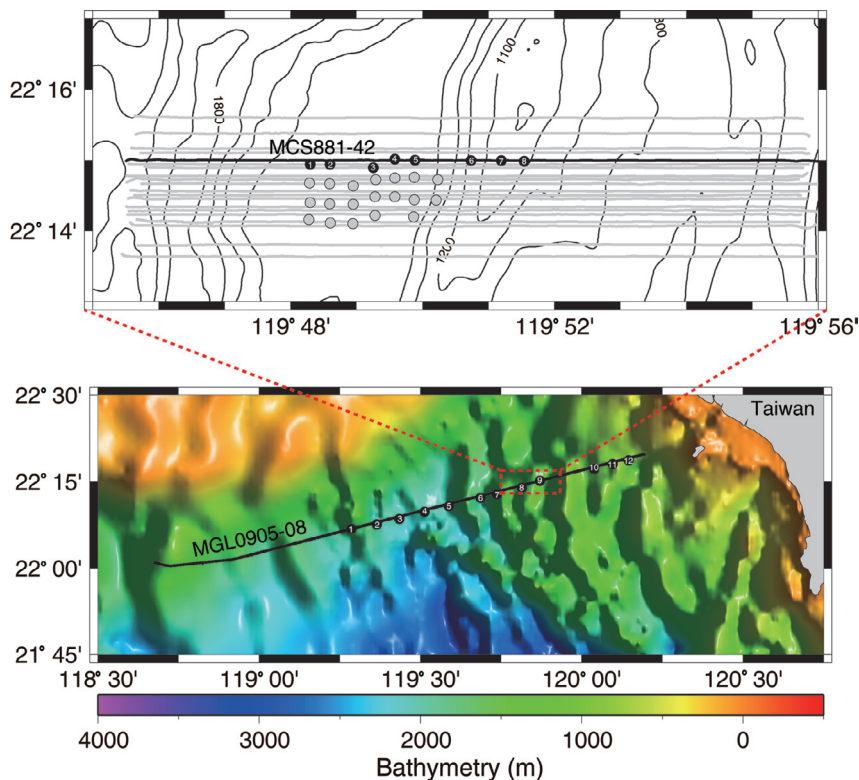 22° 16'
22° 14'
1800
1100
800
1200
MCS881-42
1 2 3 4 5 6 7 8
119° 48' 119° 52' 119° 56'
22° 30'
22° 15'
22° 00'
21° 45'
Taiwan
MGL0905-08
1 2 3 4 5 6 7 8 9 10 11 12
118° 30' 119° 00' 119° 30' 120° 00' 120° 30'
4000 3000 2000 1000 0
Bathymetry (m)